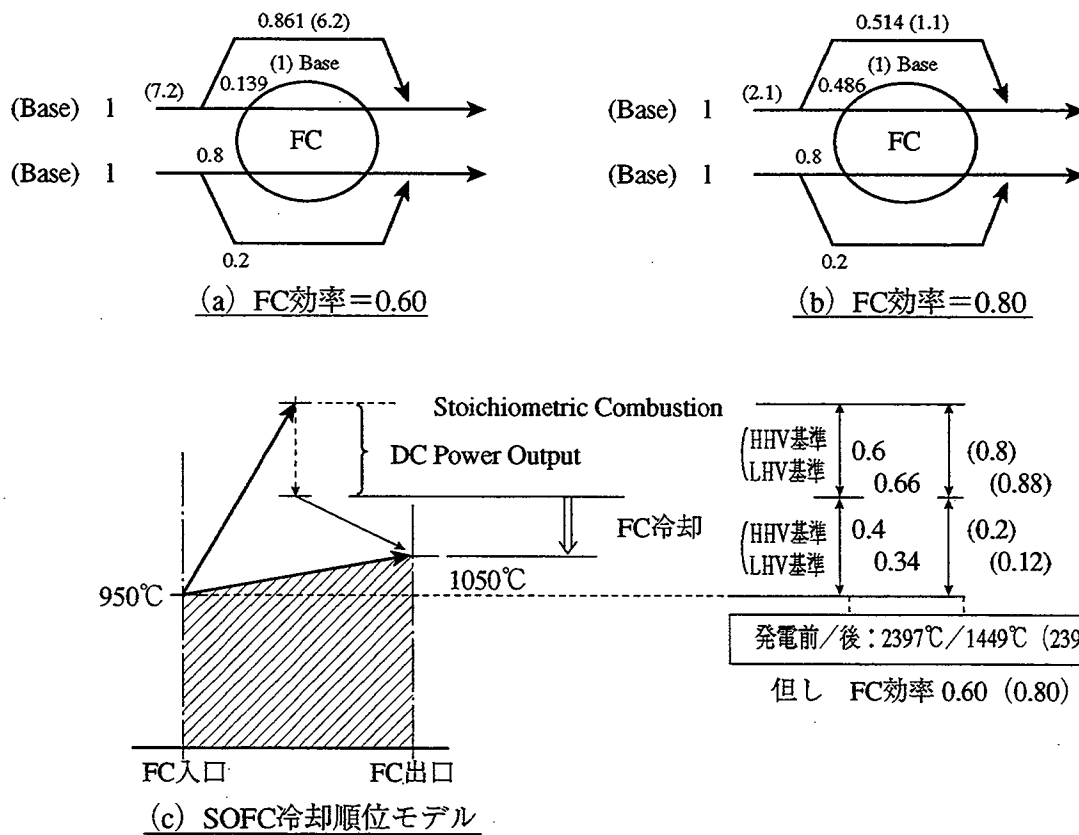 0.861 (6.2)
(1) Base
(7.2) 0.139
(Base) 1
FC
0.8
(Base) 1
0.2
(a) FC効率=0.60
0.514 (1.1)
(1) Base
(2.1) 0.486
(Base) 1
FC
0.8
(Base) 1
0.2
(b) FC効率=0.80
Stoichiometric Combustion
DC Power Output
(HHV基準 0.6 (0.8)
LHV基準 0.66 (0.88)
FC冷却
(HHV基準 0.4 (0.2)
LHV基準 0.34 (0.12)
950℃
1050℃
発電前/後:2397℃/1449℃ (239
但し FC効率 0.60 (0.80)
FC入口 FC出口
(c) SOFC冷却順位モデル